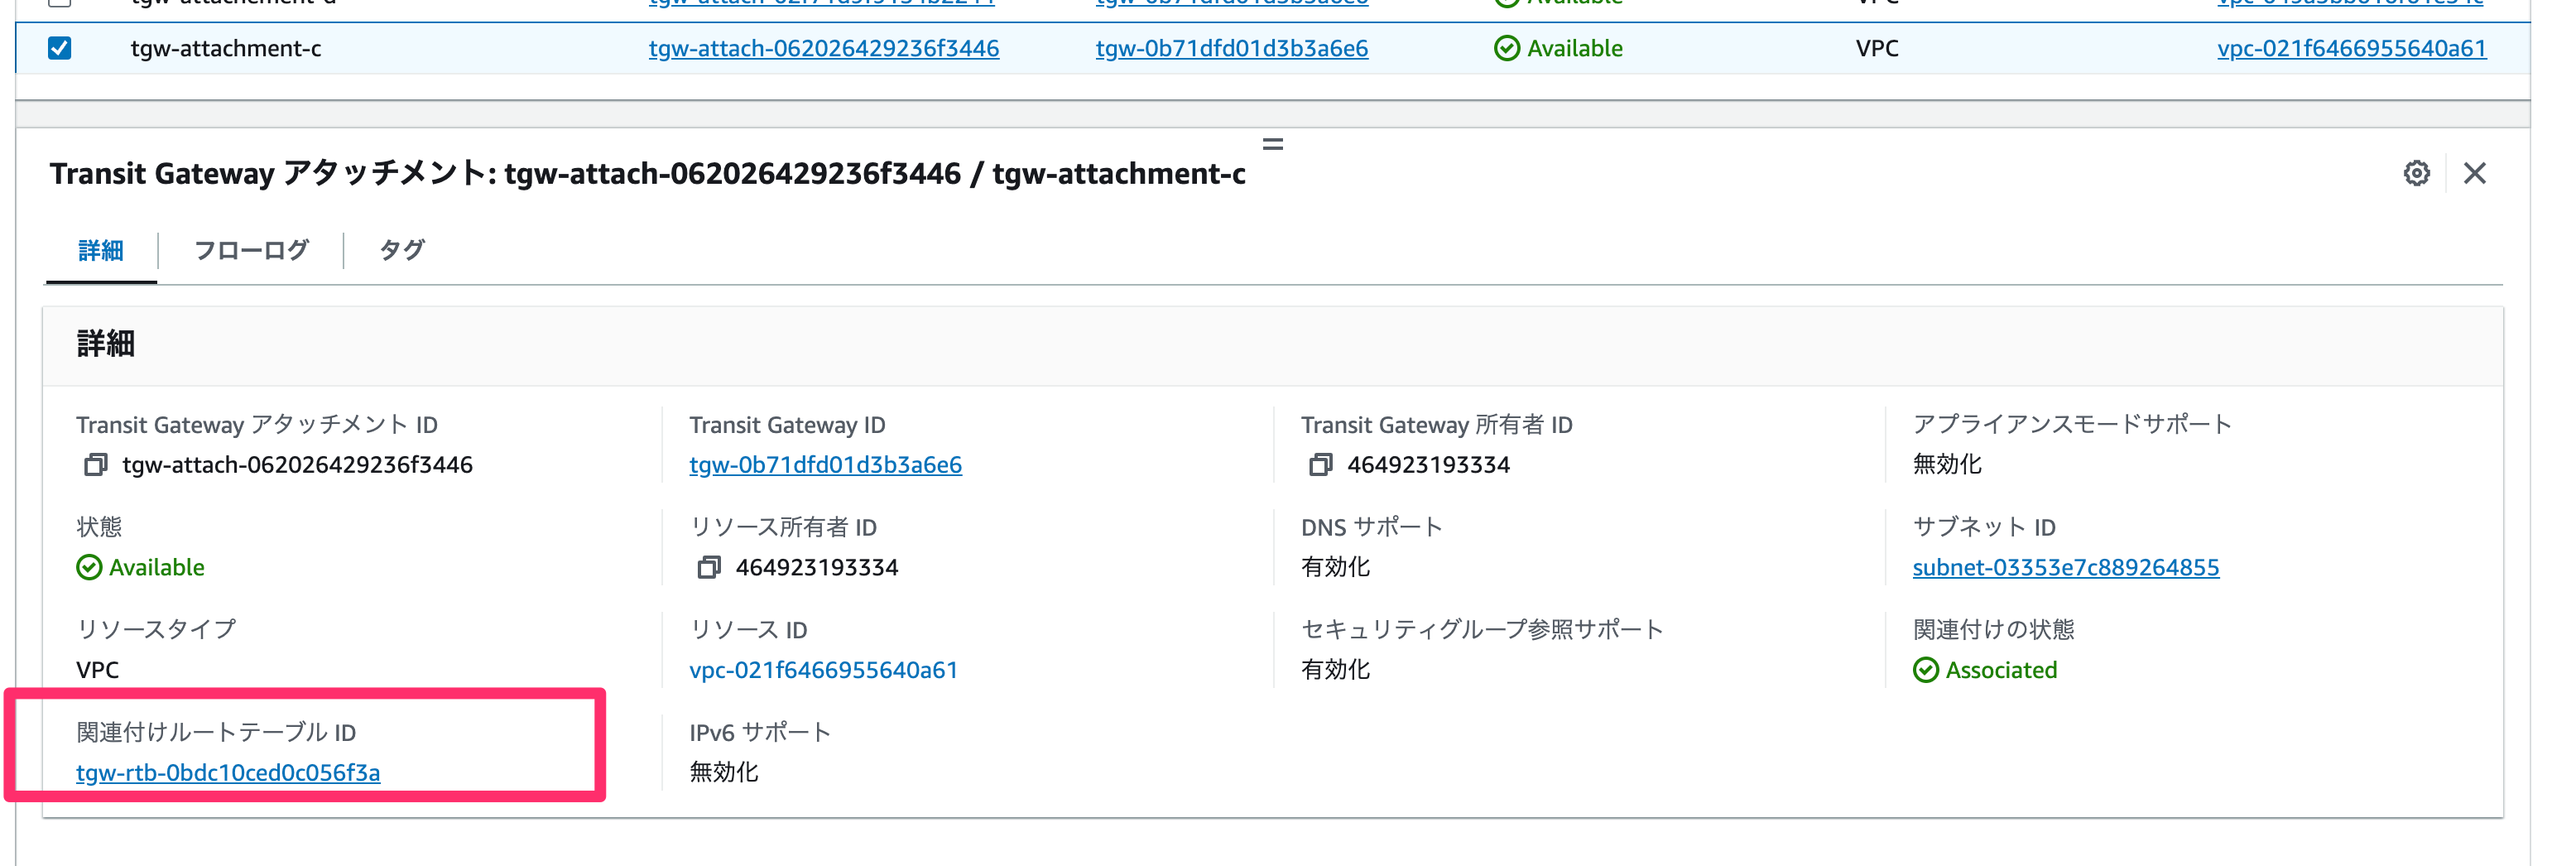 tgw-attach-062026429236f3446
tgw-attachment-c tgw-attach-062026429236f3446 tgw-0b71dfd01d3b3a6e6 Available VPC vpc-021f6466955640a61
Transit Gateway アタッチメント: tgw-attach-062026429236f3446 / tgw-attachment-c
詳細 フローログ タグ
詳細
Transit Gateway アタッチメント ID
tgw-attach-062026429236f3446
Transit Gateway ID
tgw-0b71dfd01d3b3a6e6
Transit Gateway 所有者 ID
464923193334
アプライアンスモードサポート
無効化
状態
Available
リソース所有者 ID
464923193334
DNS サポート
有効化
サブネット ID
subnet-03353e7c889264855
リソースタイプ
VPC
リソース ID
vpc-021f6466955640a61
セキュリティグループ参照サポート
有効化
関連付けの状態
Associated
関連付けルートテーブル ID
tgw-rtb-0bdc10ced0c056f3a
IPv6 サポート
無効化